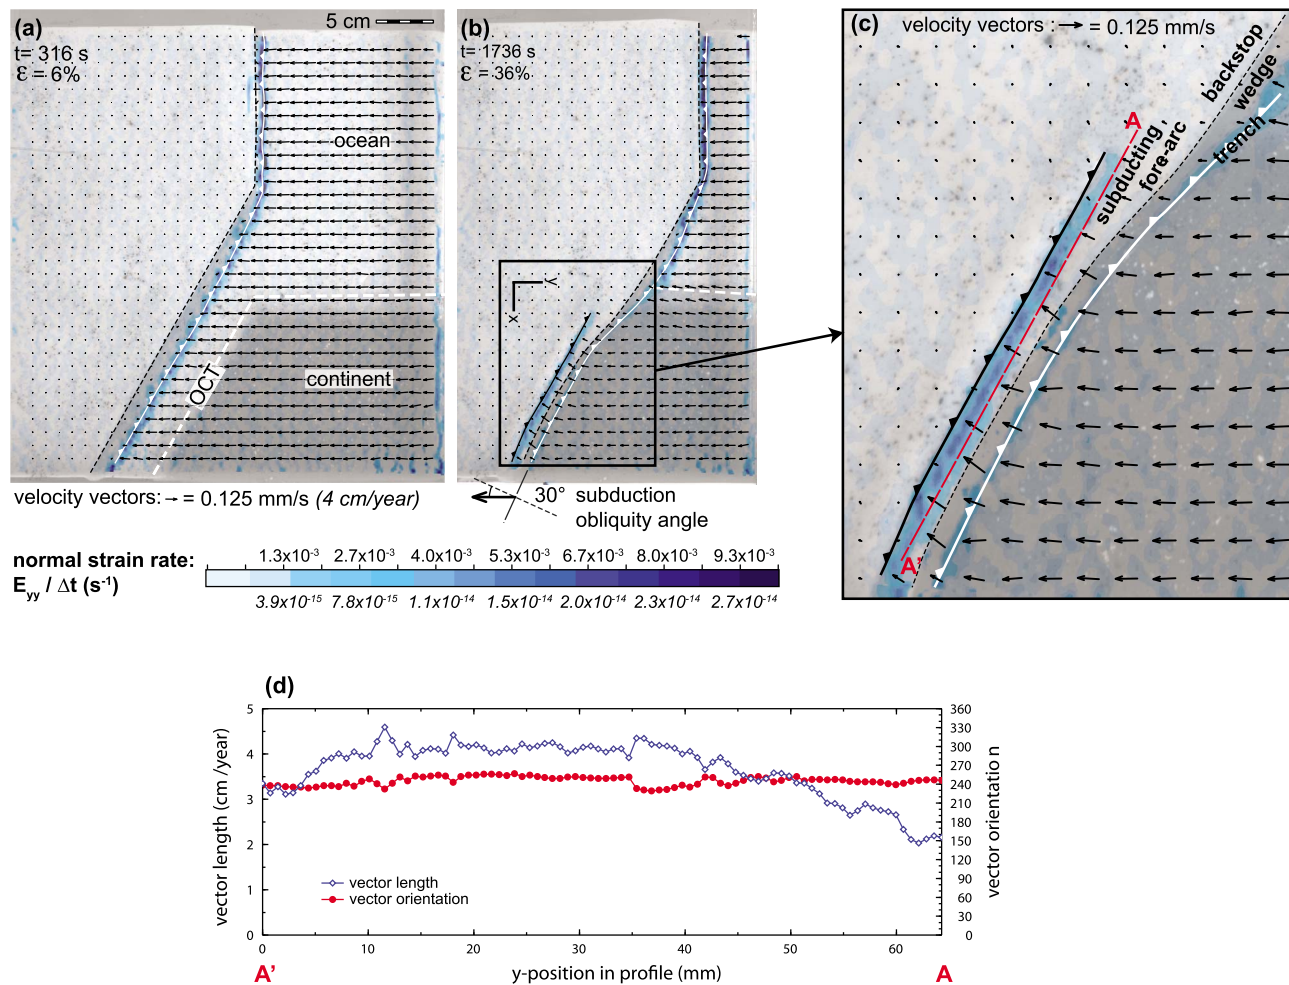 (a)
5 cm
t= 316 s
Ɛ = 6%
ocean
OCT
continent
velocity vectors: → = 0.125 mm/s (4 cm/year)
(b)
t= 1736 s
Ɛ = 36%
y
x
30° subduction
obliquity angle
(c)
velocity vectors : → = 0.125 mm/s
backstop
wedge
trench
A
subducting
fore-arc
A'
normal strain rate:
1.3x10⁻³ 2.7x10⁻³ 4.0x10⁻³ 5.3x10⁻³ 6.7x10⁻³ 8.0x10⁻³ 9.3x10⁻³
Eyy / Δt (s⁻¹)
3.9x10⁻¹⁵ 7.8x10⁻¹⁵ 1.1x10⁻¹⁴ 1.5x10⁻¹⁴ 2.0x10⁻¹⁴ 2.3x10⁻¹⁴ 2.7x10⁻¹⁴
(d)
5
4
3
2
1
0
vector length (cm /year)
360
330
300
270
240
210
180
150
120
90
60
30
0
vector orientation
vector length
vector orientation
0 10 20 30 40 50 60
A' y-position in profile (mm) A